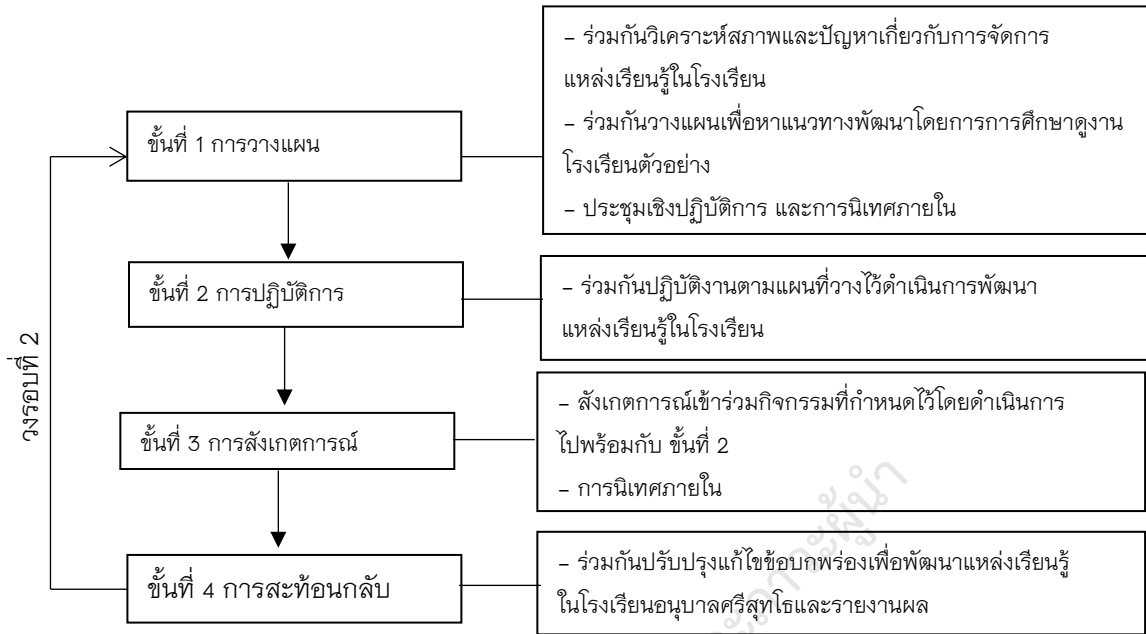 ขั้นที่ 1 การวางแผน
– ร่วมกันวิเคราะห์สภาพและปัญหาเกี่ยวกับการจัดการ
แหล่งเรียนรู้ในโรงเรียน
– ร่วมกันวางแผนเพื่อหาแนวทางพัฒนาโดยการการศึกษาดูงาน
โรงเรียนตัวอย่าง
– ประชุมเชิงปฏิบัติการ และการนิเทศภายใน
ขั้นที่ 2 การปฏิบัติการ
– ร่วมกันปฏิบัติงานตามแผนที่วางไว้ดำเนินการพัฒนา
แหล่งเรียนรู้ในโรงเรียน
วงรอบที่ 2
ขั้นที่ 3 การสังเกตการณ์
– สังเกตการณ์เข้าร่วมกิจกรรมที่กำหนดไว้โดยดำเนินการ
ไปพร้อมกับ ขั้นที่ 2
– การนิเทศภายใน
ขั้นที่ 4 การสะท้อนกลับ
– ร่วมกันปรับปรุงแก้ไขข้อบกพร่องเพื่อพัฒนาแหล่งเรียนรู้
ในโรงเรียนอนุบาลศรีสุทโธและรายงานผล